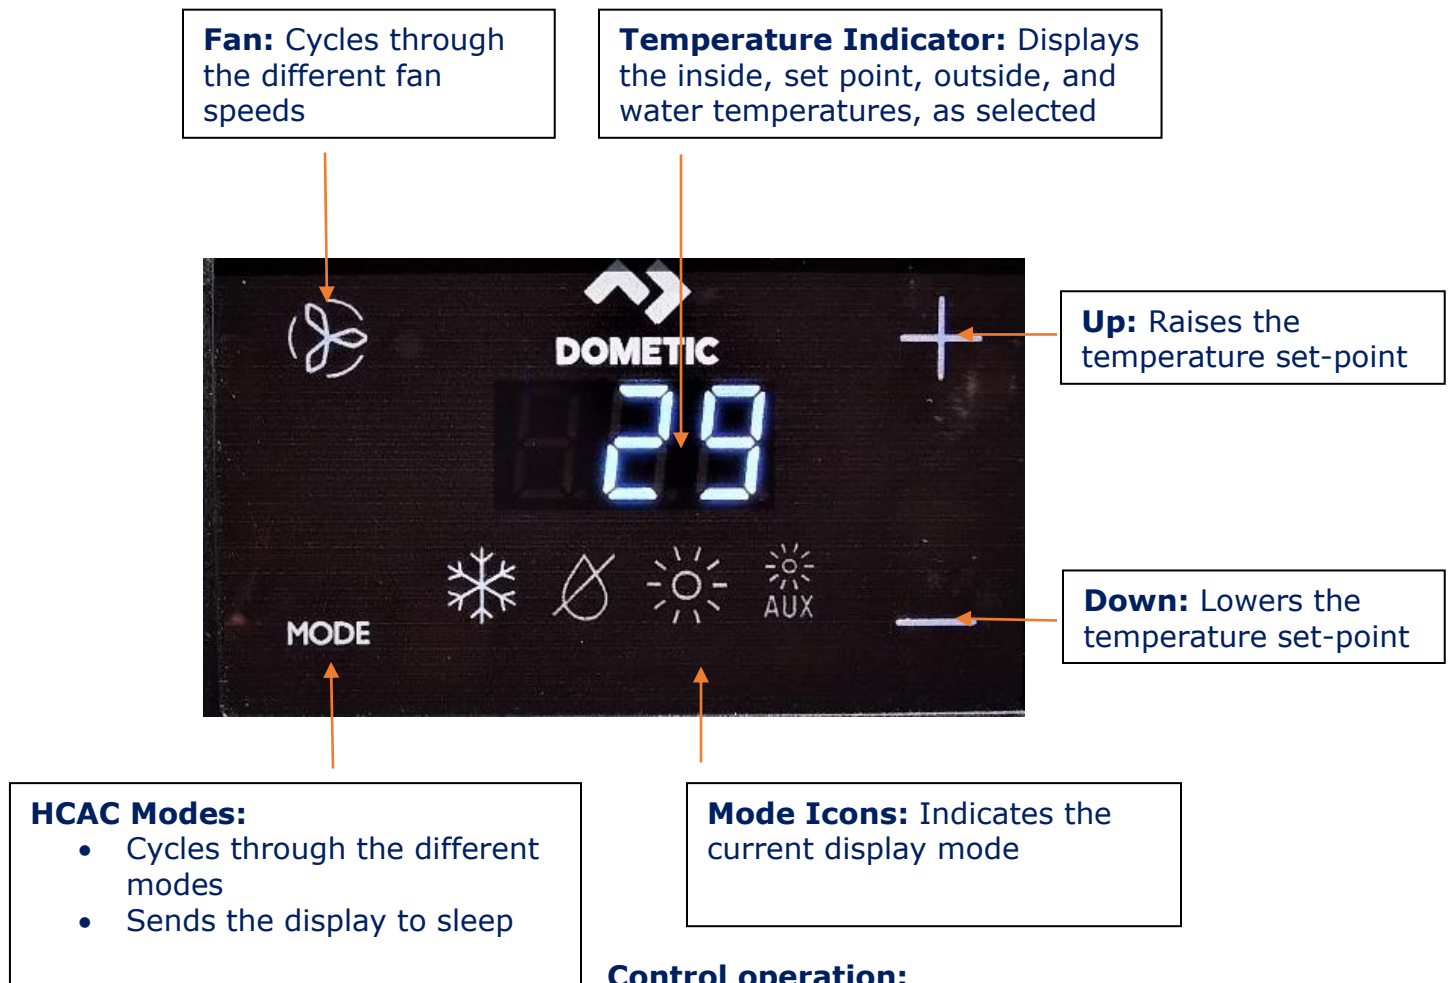 Fan: Cycles through
the different fan
speeds
Temperature Indicator: Displays
the inside, set point, outside, and
water temperatures, as selected
DOMETIC
29
Up: Raises the
temperature set-point
AUX
MODE
Down: Lowers the
temperature set-point
HCAC Modes:
• Cycles through the different
modes
• Sends the display to sleep
Mode Icons: Indicates the
current display mode
Control operation: